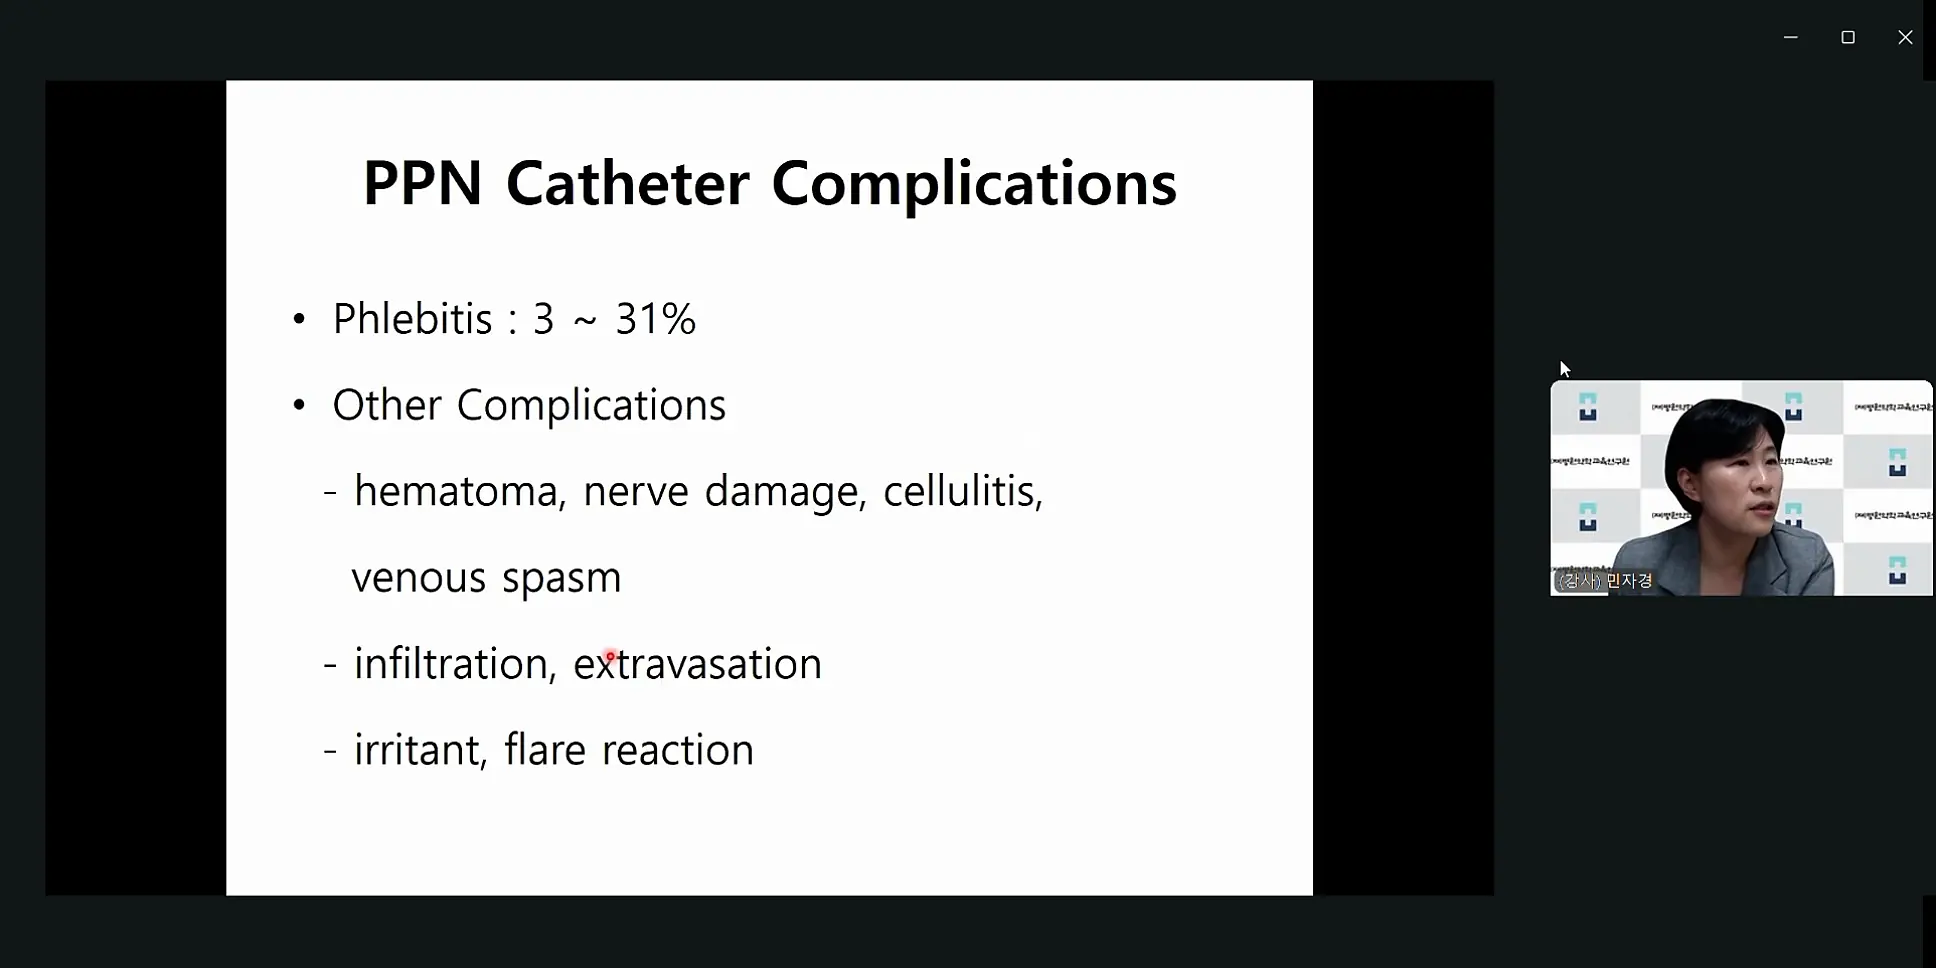 PPN Catheter Complications
• Phlebitis : 3 ~ 31%
• Other Complications
- hematoma, nerve damage, cellulitis,
venous spasm
- infiltration, extravasation
- irritant, flare reaction
(강사) 민자경